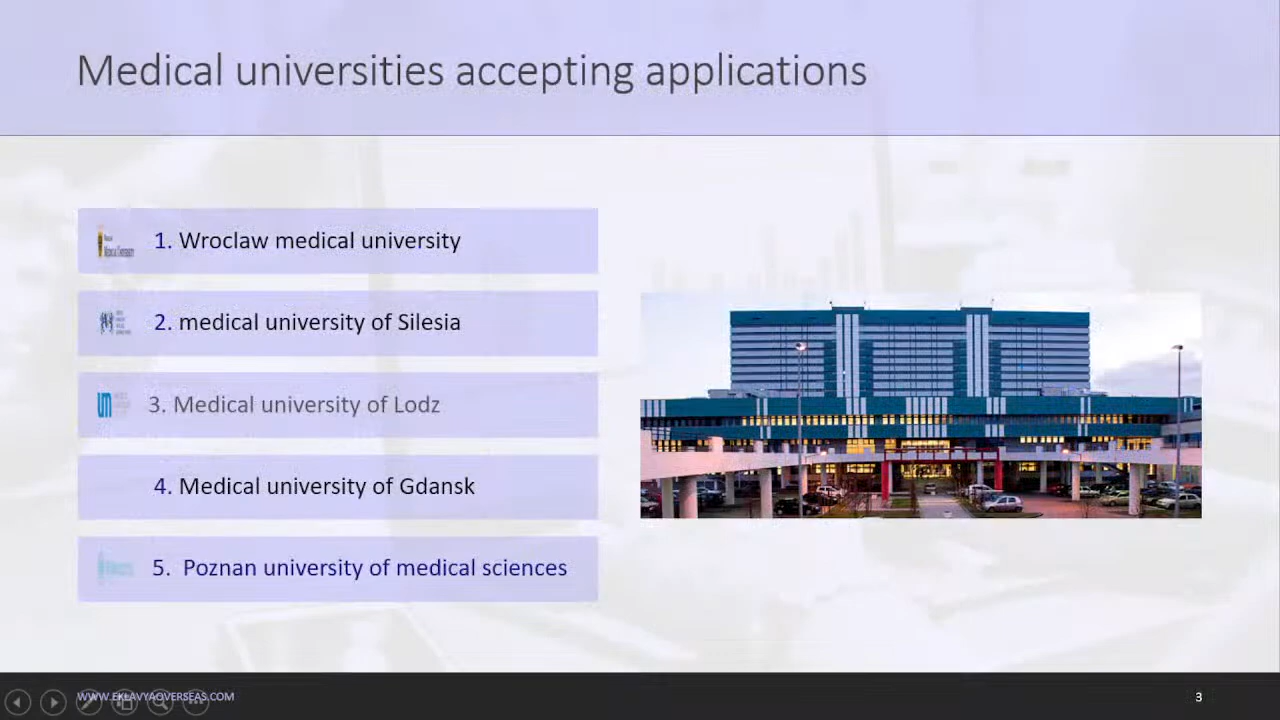 Medical universities accepting applications
1. Wroclaw medical university
2. medical university of Silesia
3. Medical university of Lodz
4. Medical university of Gdansk
5. Poznan university of medical sciences
WWW.EKLAVYAOVERSEAS.COM
3